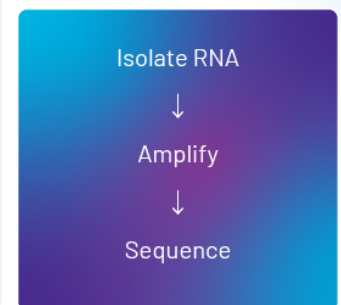 Isolate RNA
↓
Amplify
↓
Sequence